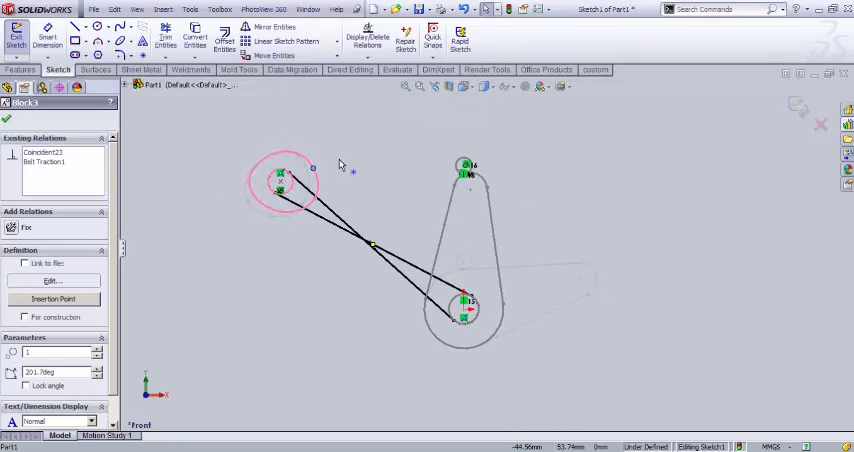 SOLIDWORKS File Edit View Insert Tools Toolbox PhotoView 360 Window Help Sketch1 of Part1 * Search Commands
Exit Sketch
Smart Dimension
Trim Entities
Convert Entities
Offset Entities
Mirror Entities
Linear Sketch Pattern
Move Entities
Display/Delete Relations
Repair Sketch
Quick Snaps
Rapid Sketch
Features Sketch Surfaces Sheet Metal Weldments Mold Tools Data Migration Direct Editing Evaluate DimXpert Render Tools Office Products custom
Part1 (Default<<Default>_...
Block3 ?
Existing Relations
Coincident23
Belt Traction1
Add Relations
Fix
Definition
Link to file:
Edit...
Insertion Point
For construction
Parameters
1
201.7deg
Lock angle
Text/Dimension Display
Normal
16
15
Y
X
*Front
Model Motion Study 1
Part1 -44.56mm 53.74mm 0mm Under Defined Editing Sketch1 MMGS